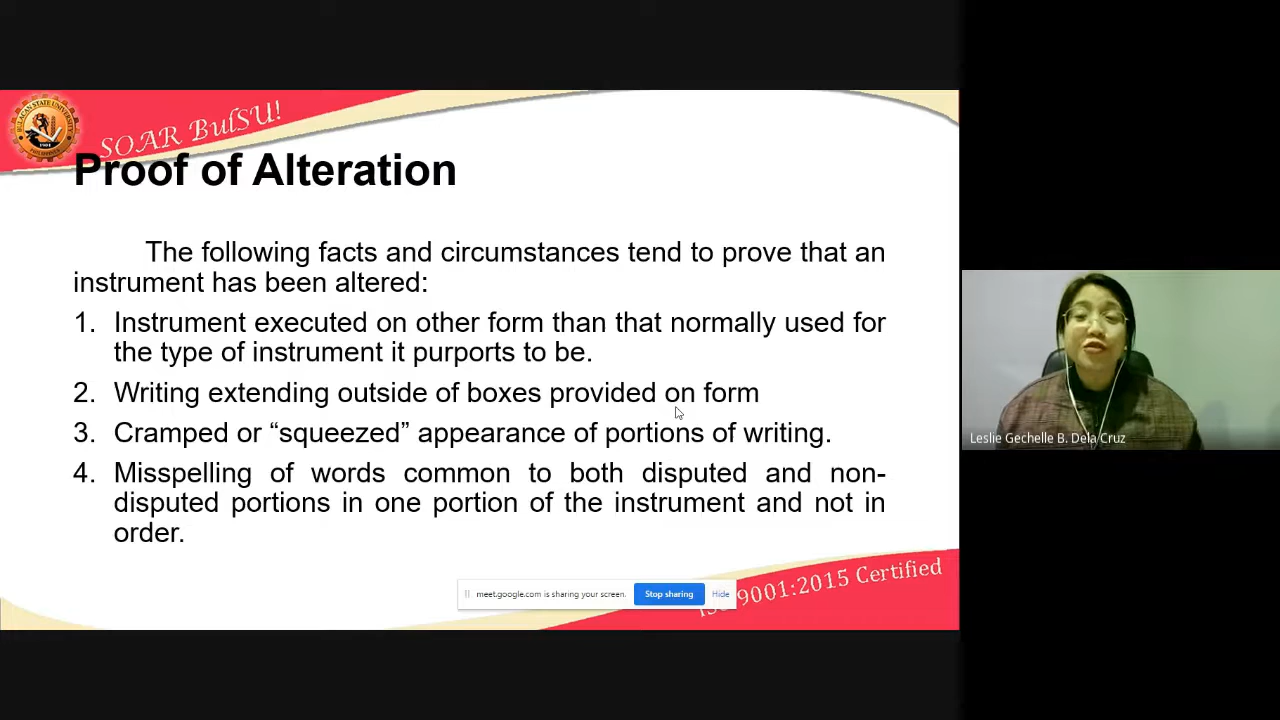 SOAR BulSU!
Proof of Alteration
The following facts and circumstances tend to prove that an
instrument has been altered:
1. Instrument executed on other form than that normally used for
the type of instrument it purports to be.
2. Writing extending outside of boxes provided on form
3. Cramped or “squeezed” appearance of portions of writing.
4. Misspelling of words common to both disputed and non-
disputed portions in one portion of the instrument and not in
order.
Leslie Gechelle B. Dela Cruz
meet.google.com is sharing your screen. Stop sharing Hide
9001:2015 Certified